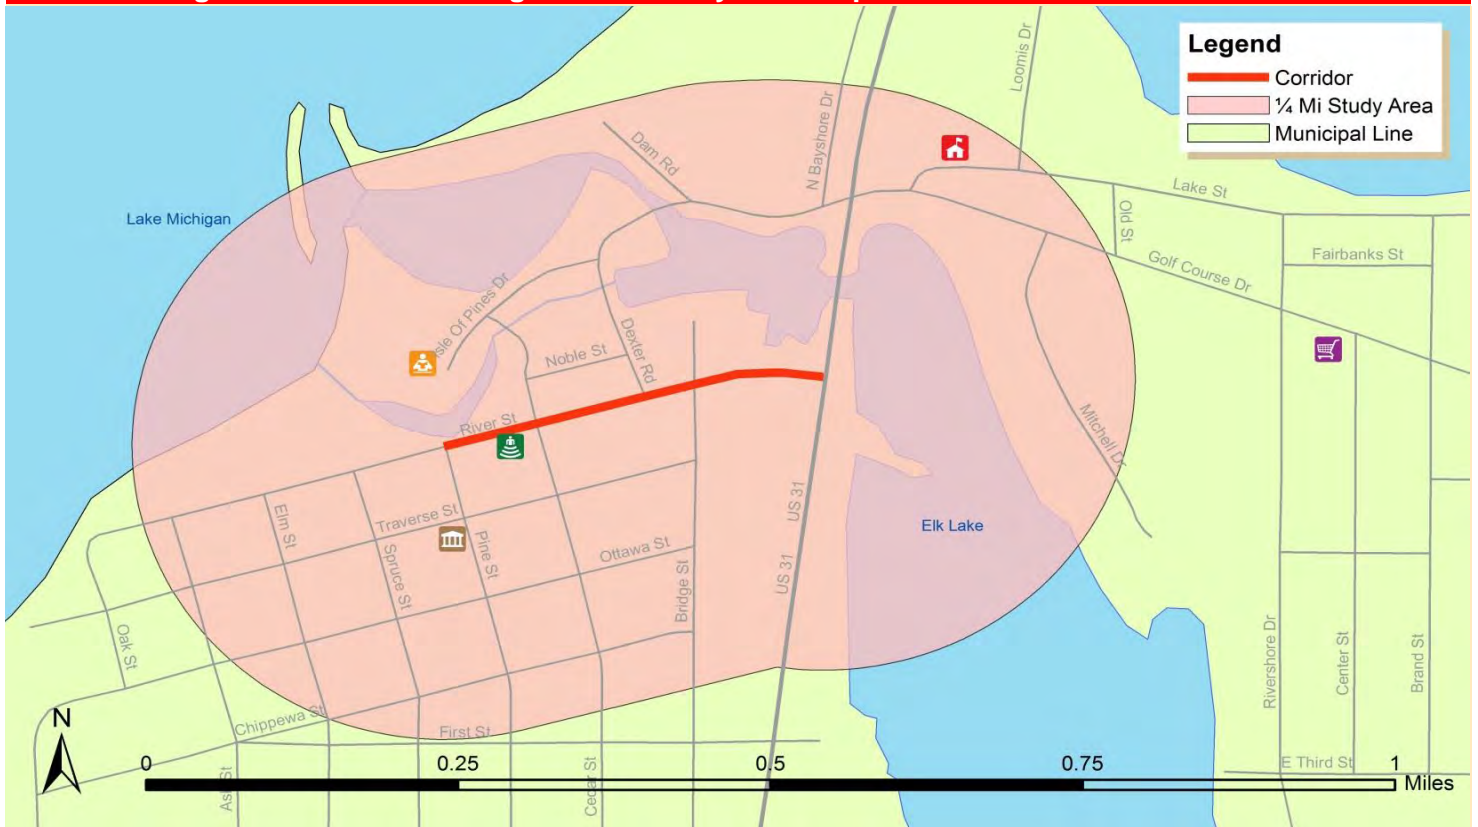 Legend
Corridor
¼ Mi Study Area
Municipal Line
Loomis Dr
N Bayshore Dr
Dam Rd
Lake St
Old St
Lake Michigan
Fairbanks St
Golf Course Dr
Isle Of Pines Dr
Dexter Rd
Noble St
River St
Mitchell Dr
Elm St
Traverse St
Spruce St
Pine St
Ottawa St
US 31
Elk Lake
US 31
Bridge St
Oak St
Rivershore Dr
Center St
Brand St
Chippewa St
First St
N
E Third St
0 0.25 0.5 0.75 1
Miles
Ash St
Cedar St